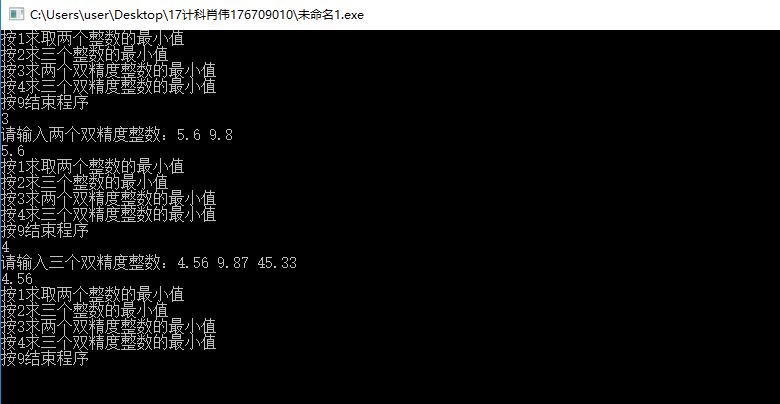 C:\Users\user\Desktop\17计科肖伟176709010\未命名1.exe
按1求取两个整数的最小值
按2求三个整数的最小值
按3求两个双精度整数的最小值
按4求三个双精度整数的最小值
按9结束程序
3
请输入两个双精度整数：5.6 9.8
5.6
按1求取两个整数的最小值
按2求三个整数的最小值
按3求两个双精度整数的最小值
按4求三个双精度整数的最小值
按9结束程序
4
请输入三个双精度整数：4.56 9.87 45.33
4.56
按1求取两个整数的最小值
按2求三个整数的最小值
按3求两个双精度整数的最小值
按4求三个双精度整数的最小值
按9结束程序